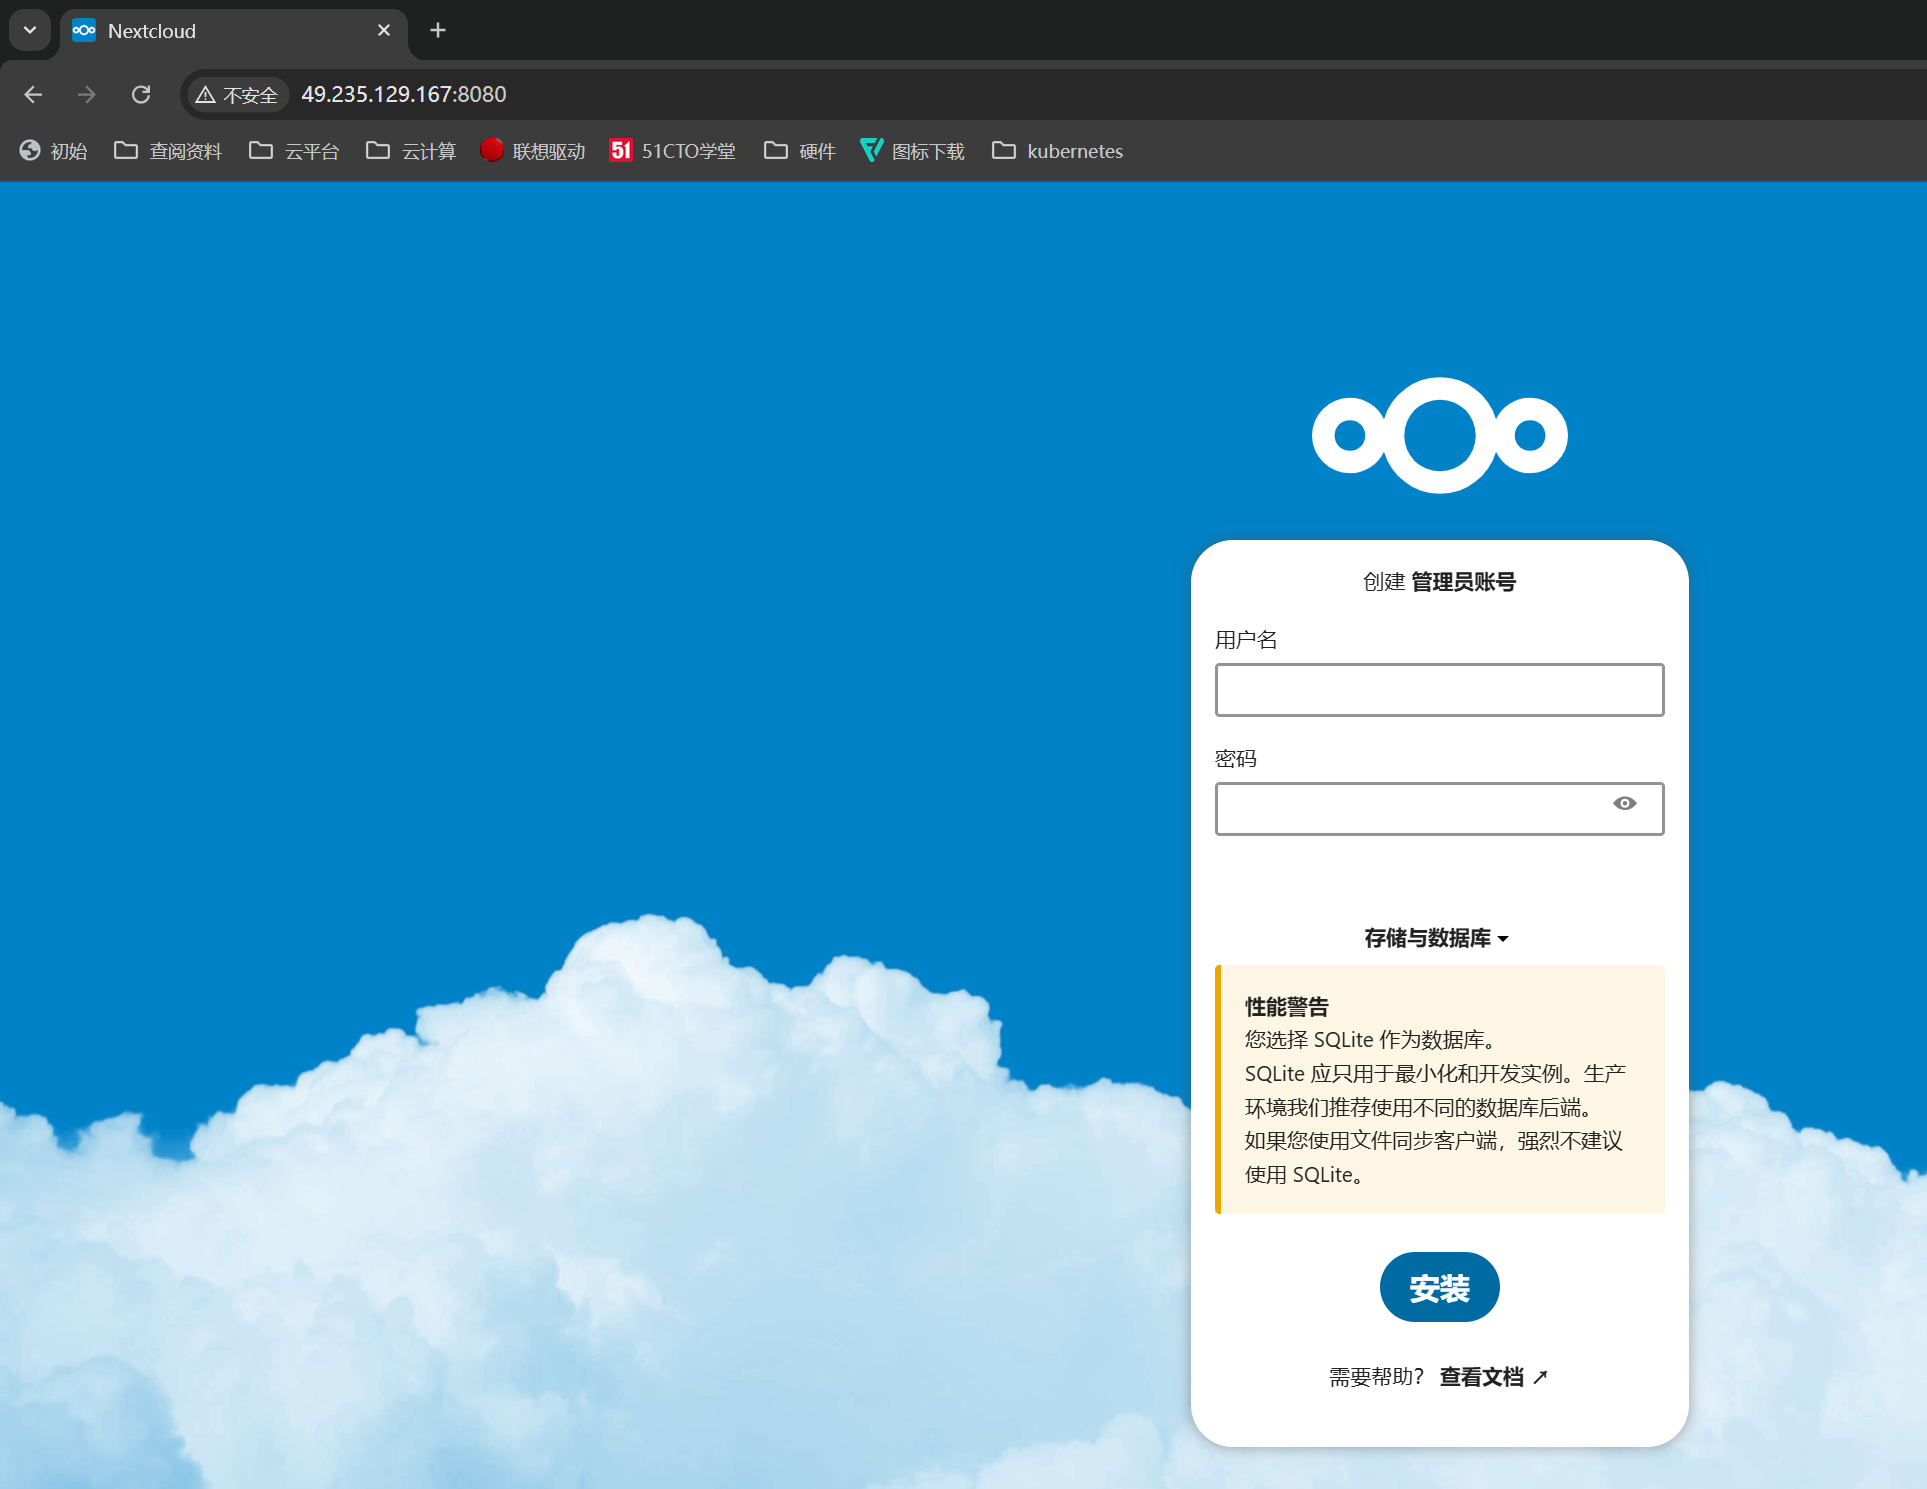 Nextcloud
不安全 49.235.129.167:8080
初始 查阅资料 云平台 云计算 联想驱动 51 51CTO学堂 硬件 图标下载 kubernetes
创建 管理员账号
用户名
密码
存储与数据库
性能警告
您选择 SQLite 作为数据库。
SQLite 应只用于最小化和开发实例。生产
环境我们推荐使用不同的数据库后端。
如果您使用文件同步客户端，强烈不建议
使用 SQLite。
安装
需要帮助？ 查看文档 ↗